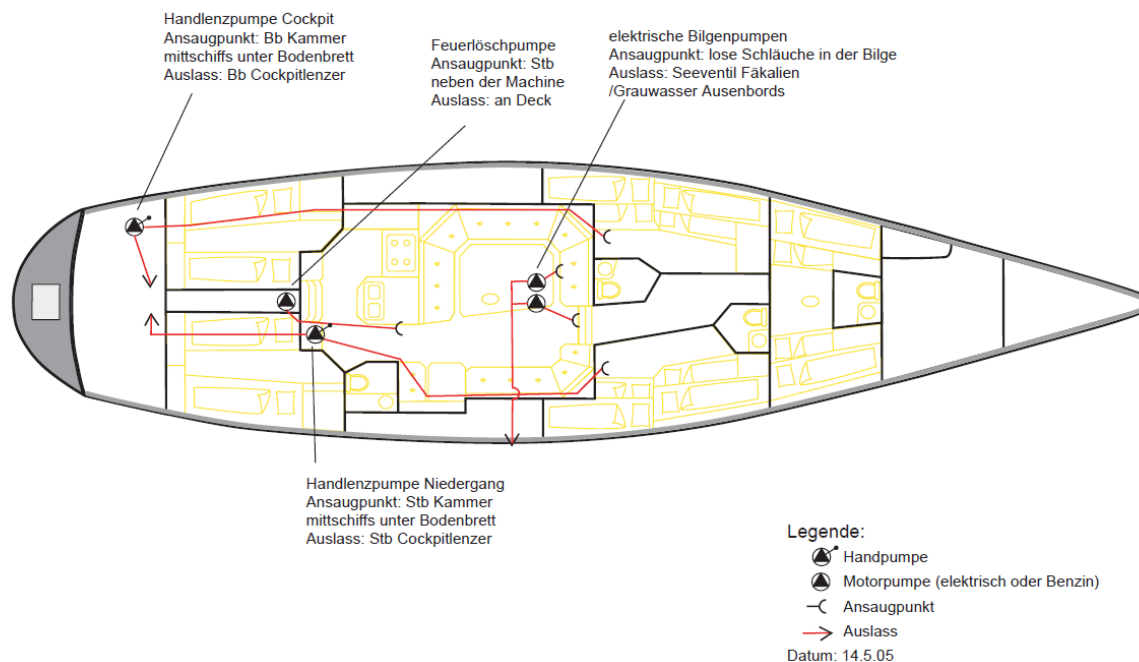 Handlenzpumpe Cockpit
Ansaugpunkt: Bb Kammer
mittschiffs unter Bodenbrett
Auslass: Bb Cockpitlenzer
Feuerlöschpumpe
Ansaugpunkt: Stb
neben der Machine
Auslass: an Deck
elektrische Bilgenpumpen
Ansaugpunkt: lose Schläuche in der Bilge
Auslass: Seeventil Fäkalien
/Grauwasser Ausenbords
Handlenzpumpe Niedergang
Ansaugpunkt: Stb Kammer
mittschiffs unter Bodenbrett
Auslass: Stb Cockpitlenzer
Legende:
Handpumpe
Motorpumpe (elektrisch oder Benzin)
Ansaugpunkt
Auslass
Datum: 14.5.05